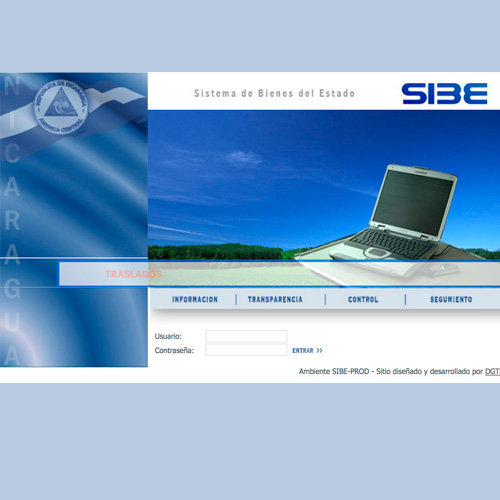 NICARAGUA
REPUBLICA DE NICARAGUA
AMERICA CENTRAL
Sistema de Bienes del Estado
SIBE
TRASLADOS
INFORMACION | TRANSPARENCIA | CONTROL | SEGUMIENTO
Usuario:
Contraseña: ENTRAR >>
Ambiente SIBE-PROD - Sitio diseñado y desarrollado por DGT